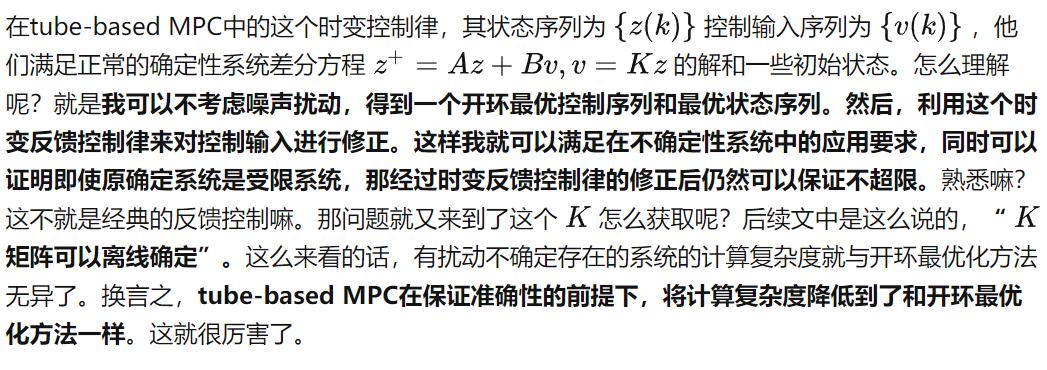 在tube-based MPC中的这个时变控制律，其状态序列为 {z(k)} 控制输入序列为 {v(k)} ，他
们满足正常的确定性系统差分方程 z⁺ = Az + Bv, v = Kz 的解和一些初始状态。怎么理解
呢？就是我可以不考虑噪声扰动，得到一个开环最优控制序列和最优状态序列。然后，利用这个时
变反馈控制律来对控制输入进行修正。这样我就可以满足在不确定性系统中的应用要求，同时可以
证明即使原确定系统是受限系统，那经过时变反馈控制律的修正后仍然可以保证不超限。熟悉嘛？
这不就是经典的反馈控制嘛。那问题就又来到了这个 K 怎么获取呢？后续文中是这么说的，“ K
矩阵可以离线确定”。这么来看的话，有扰动不确定存在的系统的计算复杂度就与开环最优化方法
无异了。换言之，tube-based MPC在保证准确性的前提下，将计算复杂度降低到了和开环最优
化方法一样。这就很厉害了。